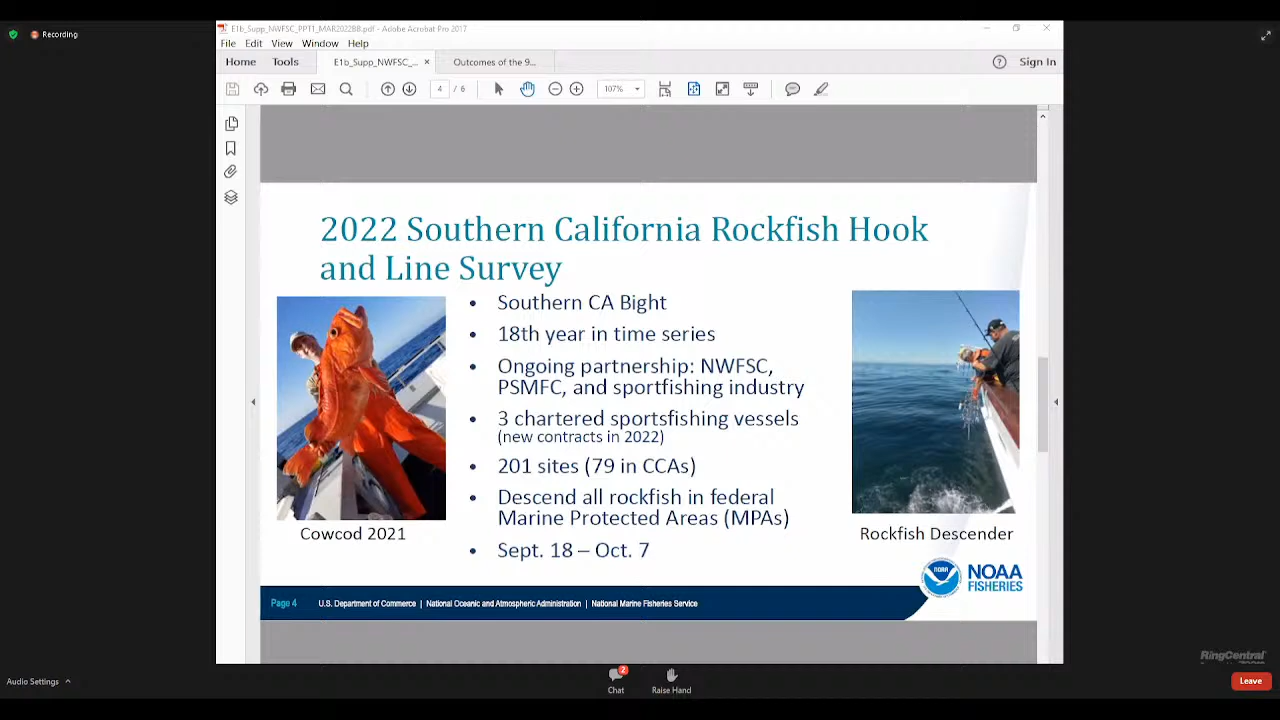 Recording
E1b_Supp_NWFSC_PPT1_MAR2022BB.pdf - Adobe Acrobat Pro 2017
File Edit View Window Help
Home Tools E1b_Supp_NWFSC_... × Outcomes of the 9... Sign In
4 / 6 107%
2022 Southern California Rockfish Hook
and Line Survey
• Southern CA Bight
• 18th year in time series
• Ongoing partnership: NWFSC,
PSMFC, and sportfishing industry
• 3 chartered sportsfishing vessels
(new contracts in 2022)
• 201 sites (79 in CCAs)
• Descend all rockfish in federal
Marine Protected Areas (MPAs)
• Sept. 18 – Oct. 7
Cowcod 2021
Rockfish Descender
NOAA
NOAA
FISHERIES
Page 4 U.S. Department of Commerce | National Oceanic and Atmospheric Administration | National Marine Fisheries Service
RingCentral
Audio Settings
2
Chat
Raise Hand
Leave